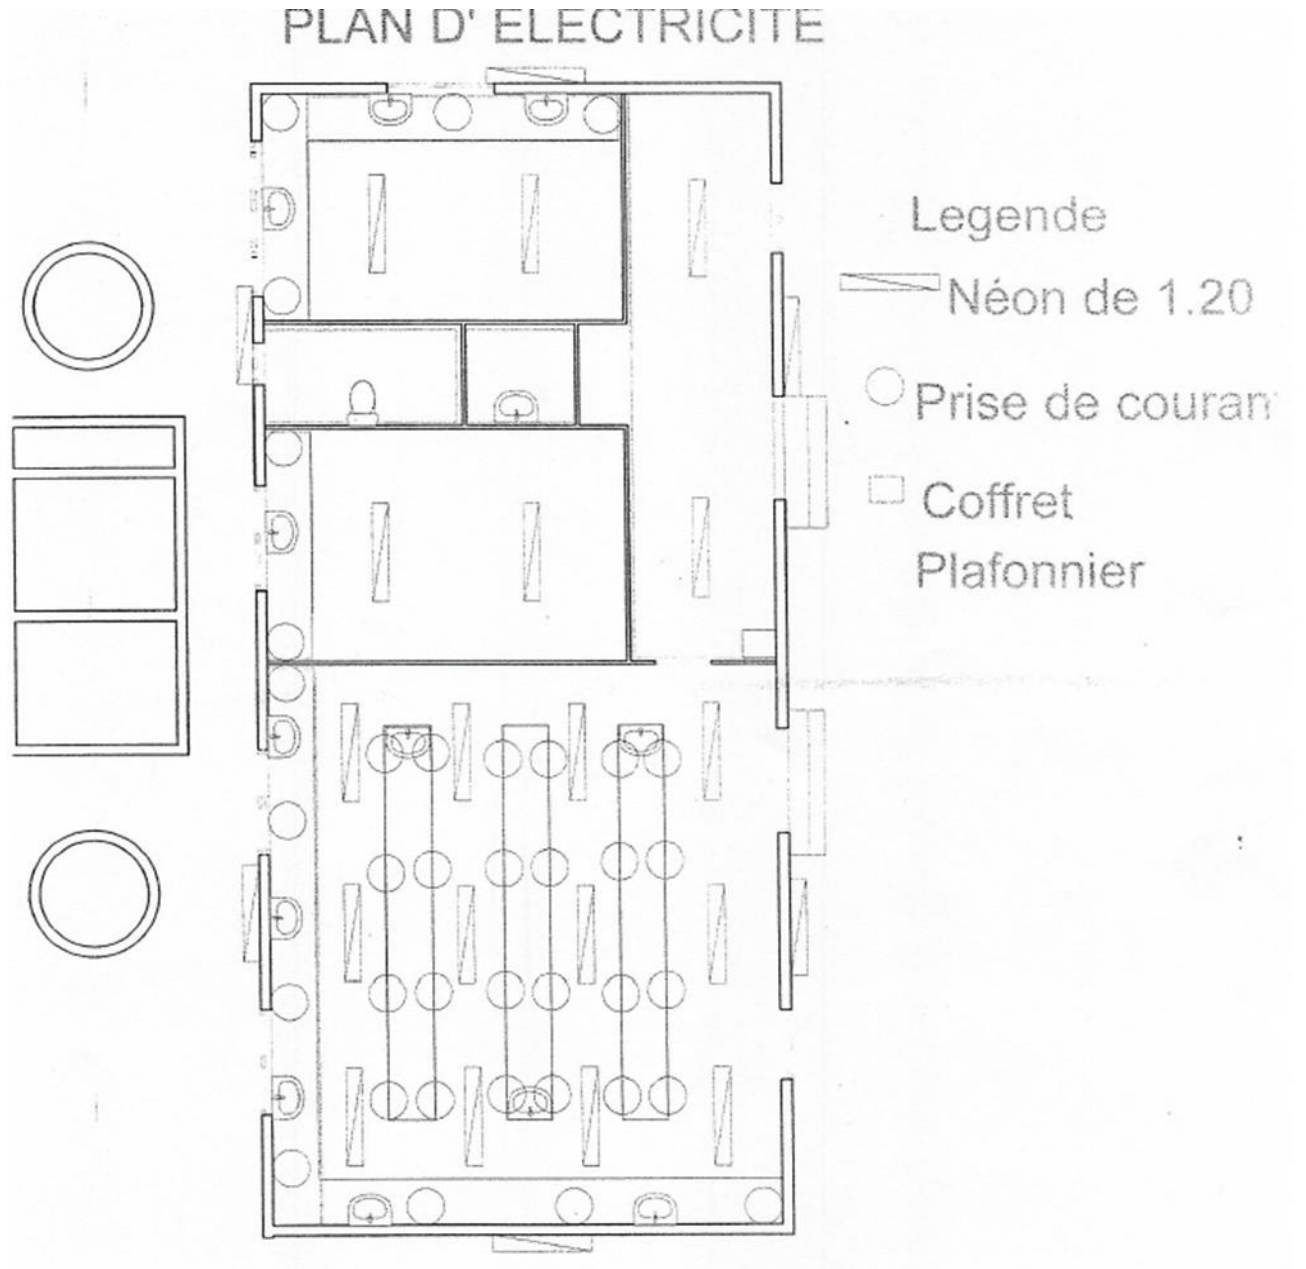 PLAN D' ELECTRICITE
Legende
Néon de 1.20
Prise de couran
Coffret
Plafonnier